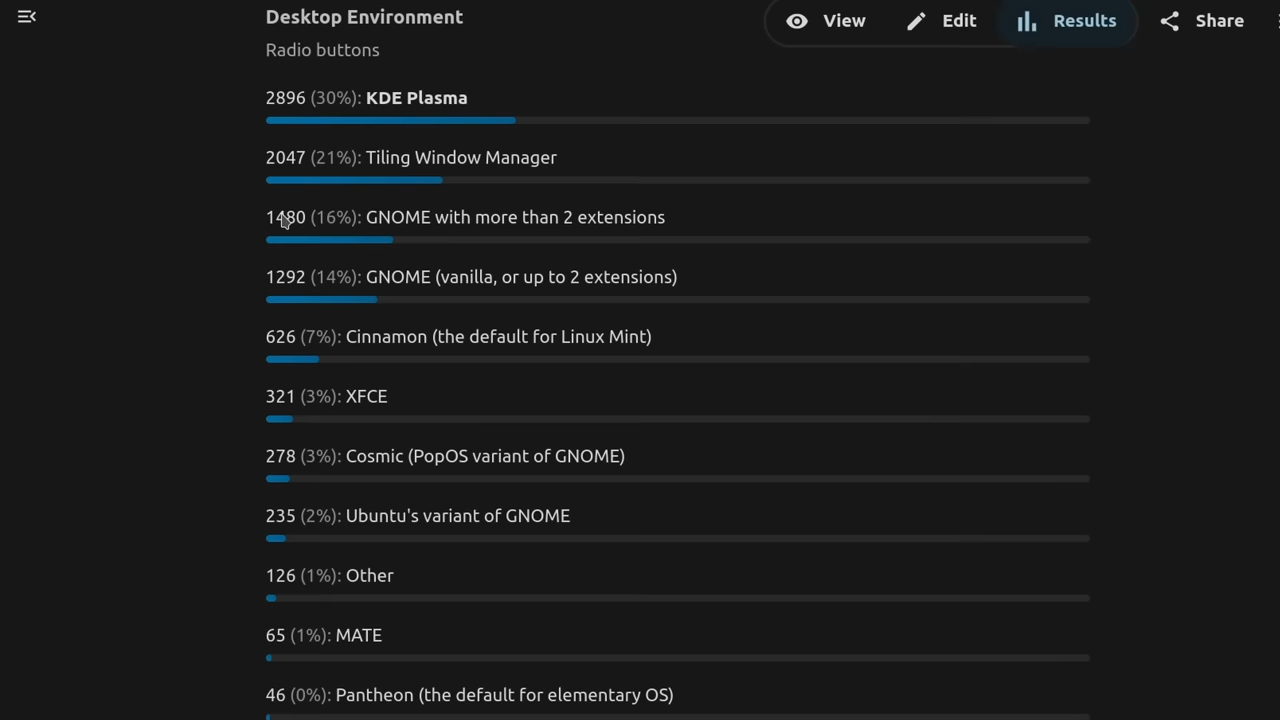 Desktop Environment
View
Edit
Results
Share
Radio buttons
2896 (30%): KDE Plasma
2047 (21%): Tiling Window Manager
1480 (16%): GNOME with more than 2 extensions
1292 (14%): GNOME (vanilla, or up to 2 extensions)
626 (7%): Cinnamon (the default for Linux Mint)
321 (3%): XFCE
278 (3%): Cosmic (PopOS variant of GNOME)
235 (2%): Ubuntu's variant of GNOME
126 (1%): Other
65 (1%): MATE
46 (0%): Pantheon (the default for elementary OS)